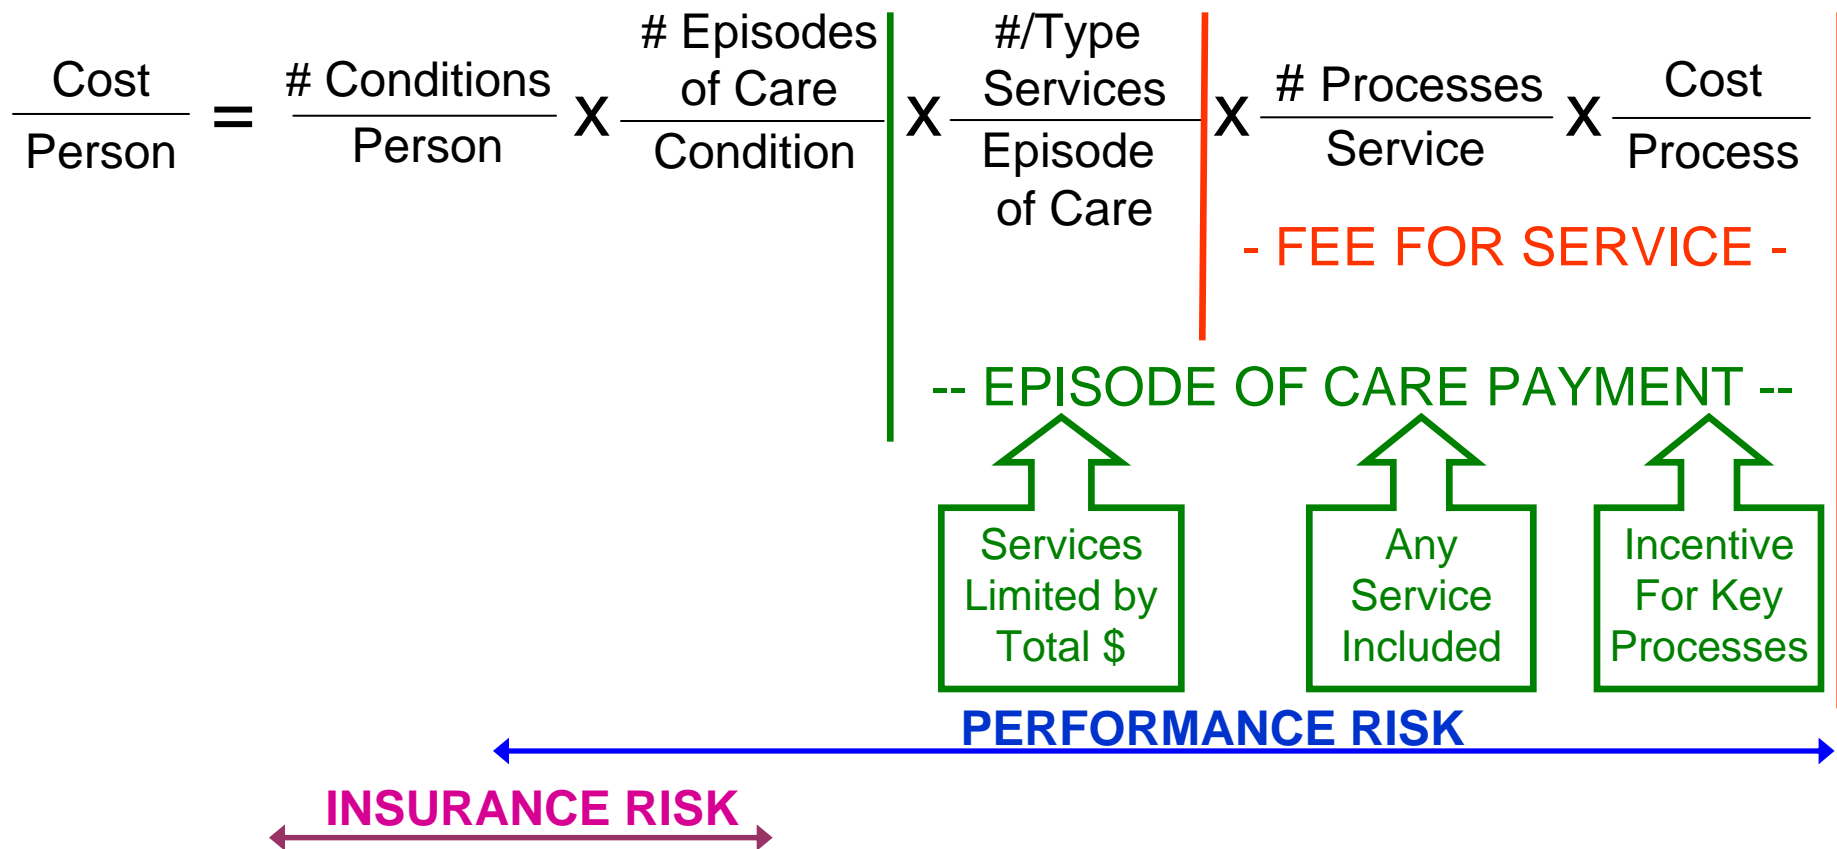 Cost
Person
=
# Conditions
Person
x
# Episodes
of Care
Condition
x
#/Type
Services
Episode
of Care
x
# Processes
Service
x
Cost
Process
- FEE FOR SERVICE -
-- EPISODE OF CARE PAYMENT --
Services
Limited by
Total $
Any
Service
Included
Incentive
For Key
Processes
PERFORMANCE RISK
INSURANCE RISK